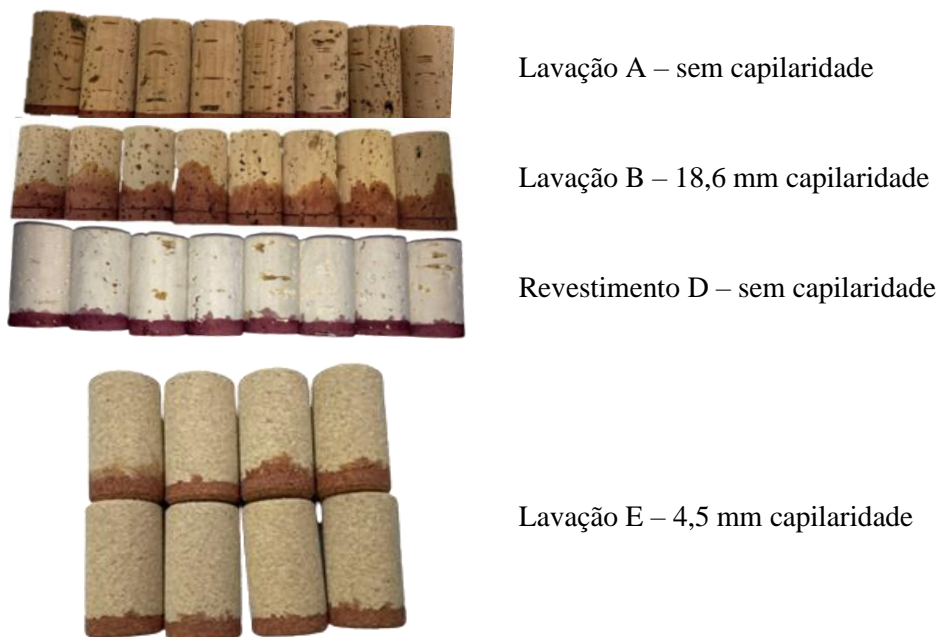 Lavação A – sem capilaridade
Lavação B – 18,6 mm capilaridade
Revestimento D – sem capilaridade
Lavação E – 4,5 mm capilaridade